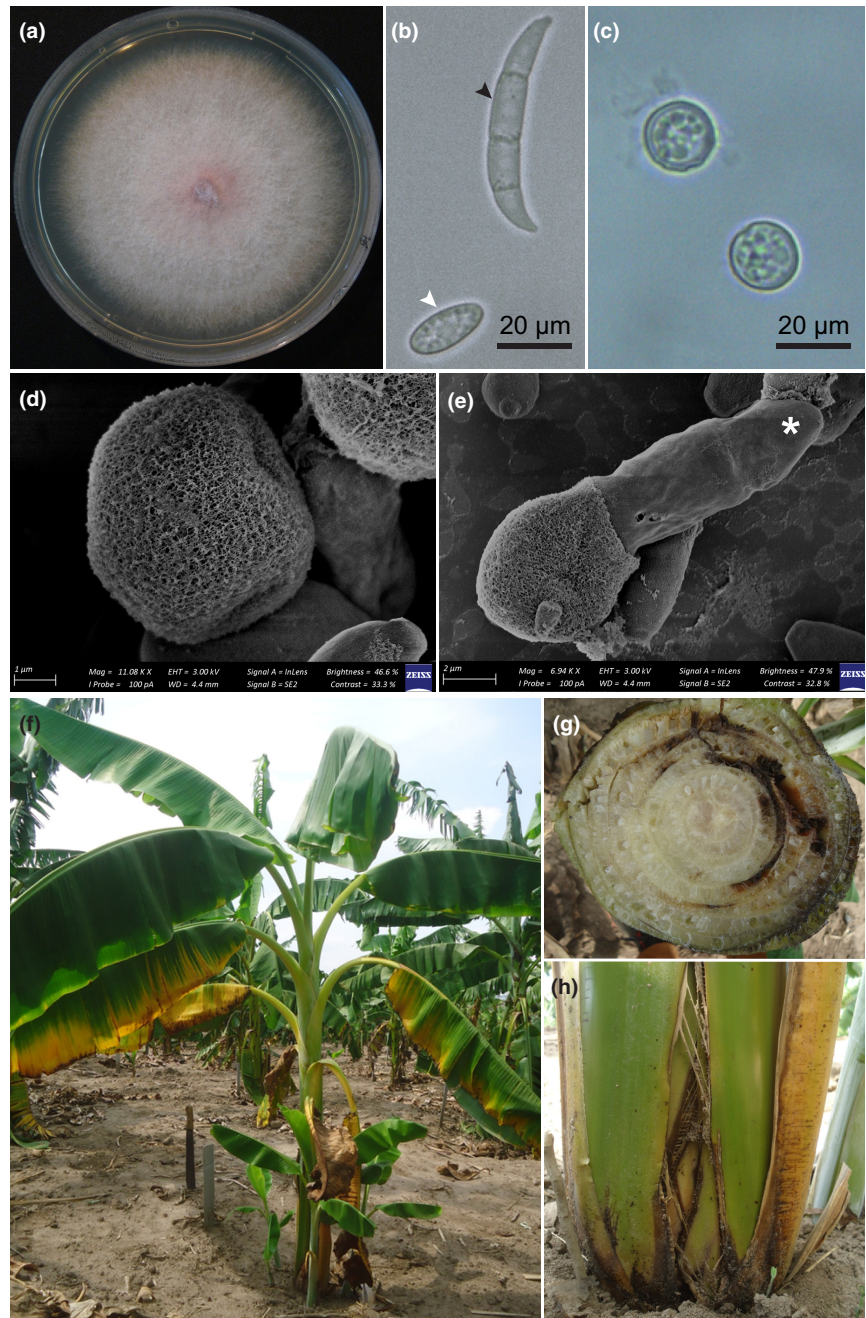 (a)
(b)
(c)
20 µm
20 µm
(d)
(e)
*
1 µm
Mag = 11.08 K X EHT = 3.00 kV Signal A = InLens Brightness = 46.6 %
I Probe = 100 pA WD = 4.4 mm Signal B = SE2 Contrast = 33.3 %
ZEISS
2 µm
Mag = 6.94 K X EHT = 3.00 kV Signal A = InLens Brightness = 47.9 %
I Probe = 100 pA WD = 4.4 mm Signal B = SE2 Contrast = 32.8 %
ZEISS
(f)
(g)
(h)